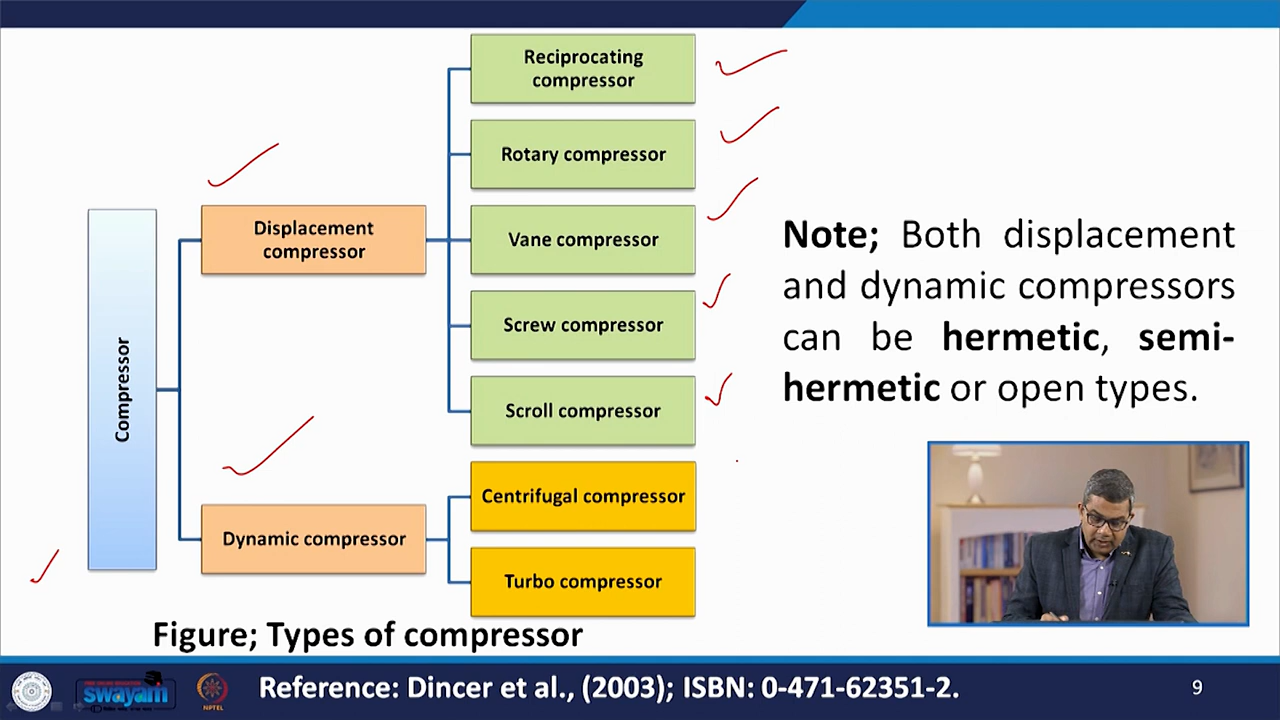 Reciprocating
compressor
Rotary compressor
Displacement
compressor
Vane compressor
Screw compressor
Scroll compressor
Compressor
Centrifugal compressor
Dynamic compressor
Turbo compressor
Note; Both displacement
and dynamic compressors
can be hermetic, semi-
hermetic or open types.
Figure; Types of compressor
swayam
NPTEL
Reference: Dincer et al., (2003); ISBN: 0-471-62351-2.
9